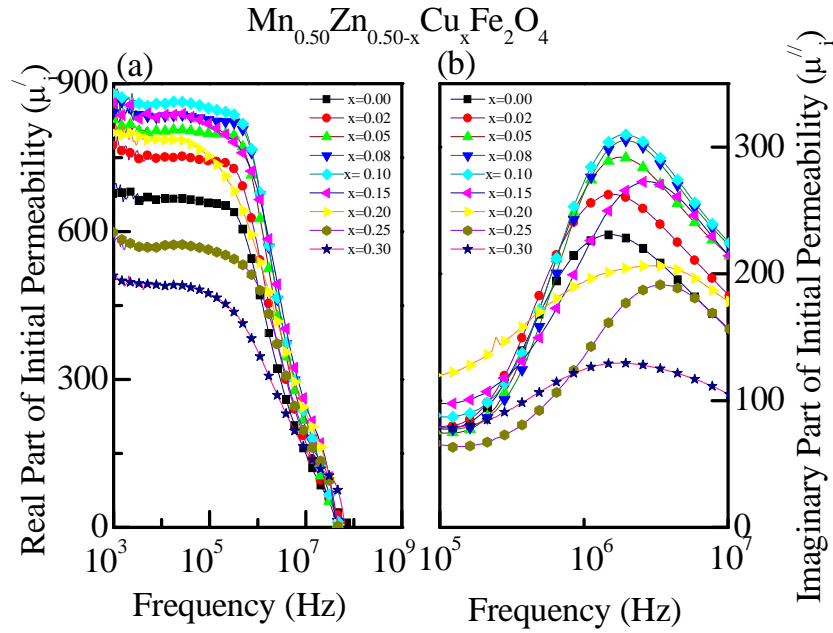 Mn0.50Zn0.50-xCuxFe2O4
(a)
Real Part of Initial Permeability (μ/i)
900
600
300
0
x=0.00
x=0.02
x=0.05
x=0.08
x= 0.10
x=0.15
x=0.20
x=0.25
x=0.30
10^3
10^5
10^7
10^9
Frequency (Hz)
(b)
x=0.00
x=0.02
x=0.05
x=0.08
x=0.10
x=0.15
x=0.20
x=0.25
x=0.30
10^5
10^6
10^7
Frequency (Hz)
300
200
100
0
Imaginary Part of Initial Permeability (μ//i)